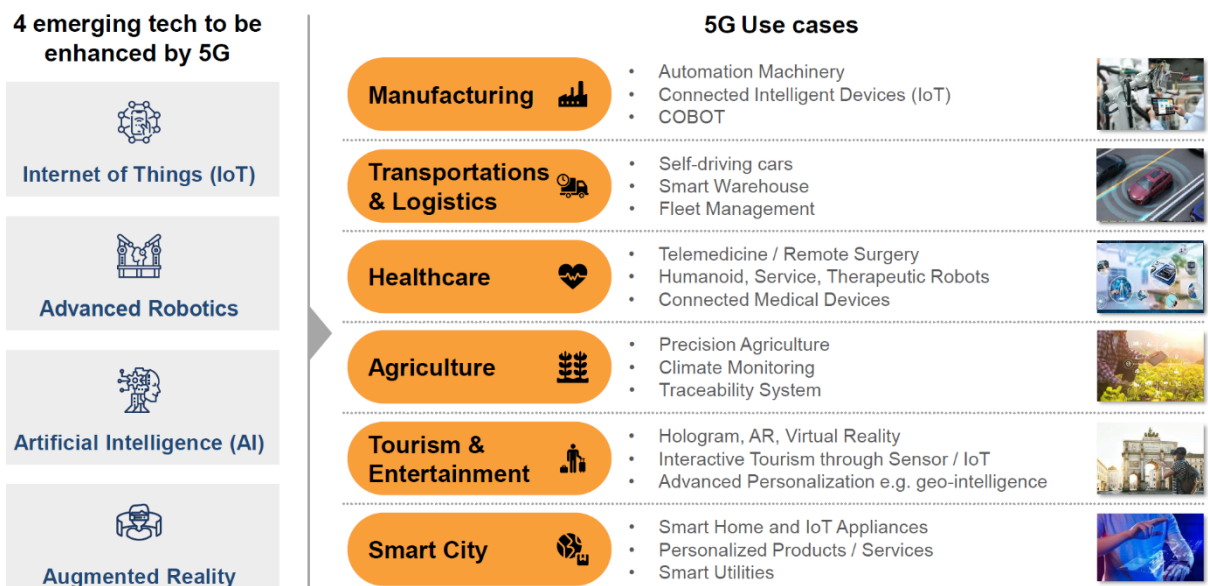 4 emerging tech to be
enhanced by 5G
Internet of Things (IoT)
Advanced Robotics
Artificial Intelligence (AI)
Augmented Reality
5G Use cases
Manufacturing
• Automation Machinery
• Connected Intelligent Devices (IoT)
• COBOT
Transportations
& Logistics
• Self-driving cars
• Smart Warehouse
• Fleet Management
Healthcare
• Telemedicine / Remote Surgery
• Humanoid, Service, Therapeutic Robots
• Connected Medical Devices
Agriculture
• Precision Agriculture
• Climate Monitoring
• Traceability System
Tourism &
Entertainment
• Hologram, AR, Virtual Reality
• Interactive Tourism through Sensor / IoT
• Advanced Personalization e.g. geo-intelligence
Smart City
• Smart Home and IoT Appliances
• Personalized Products / Services
• Smart Utilities